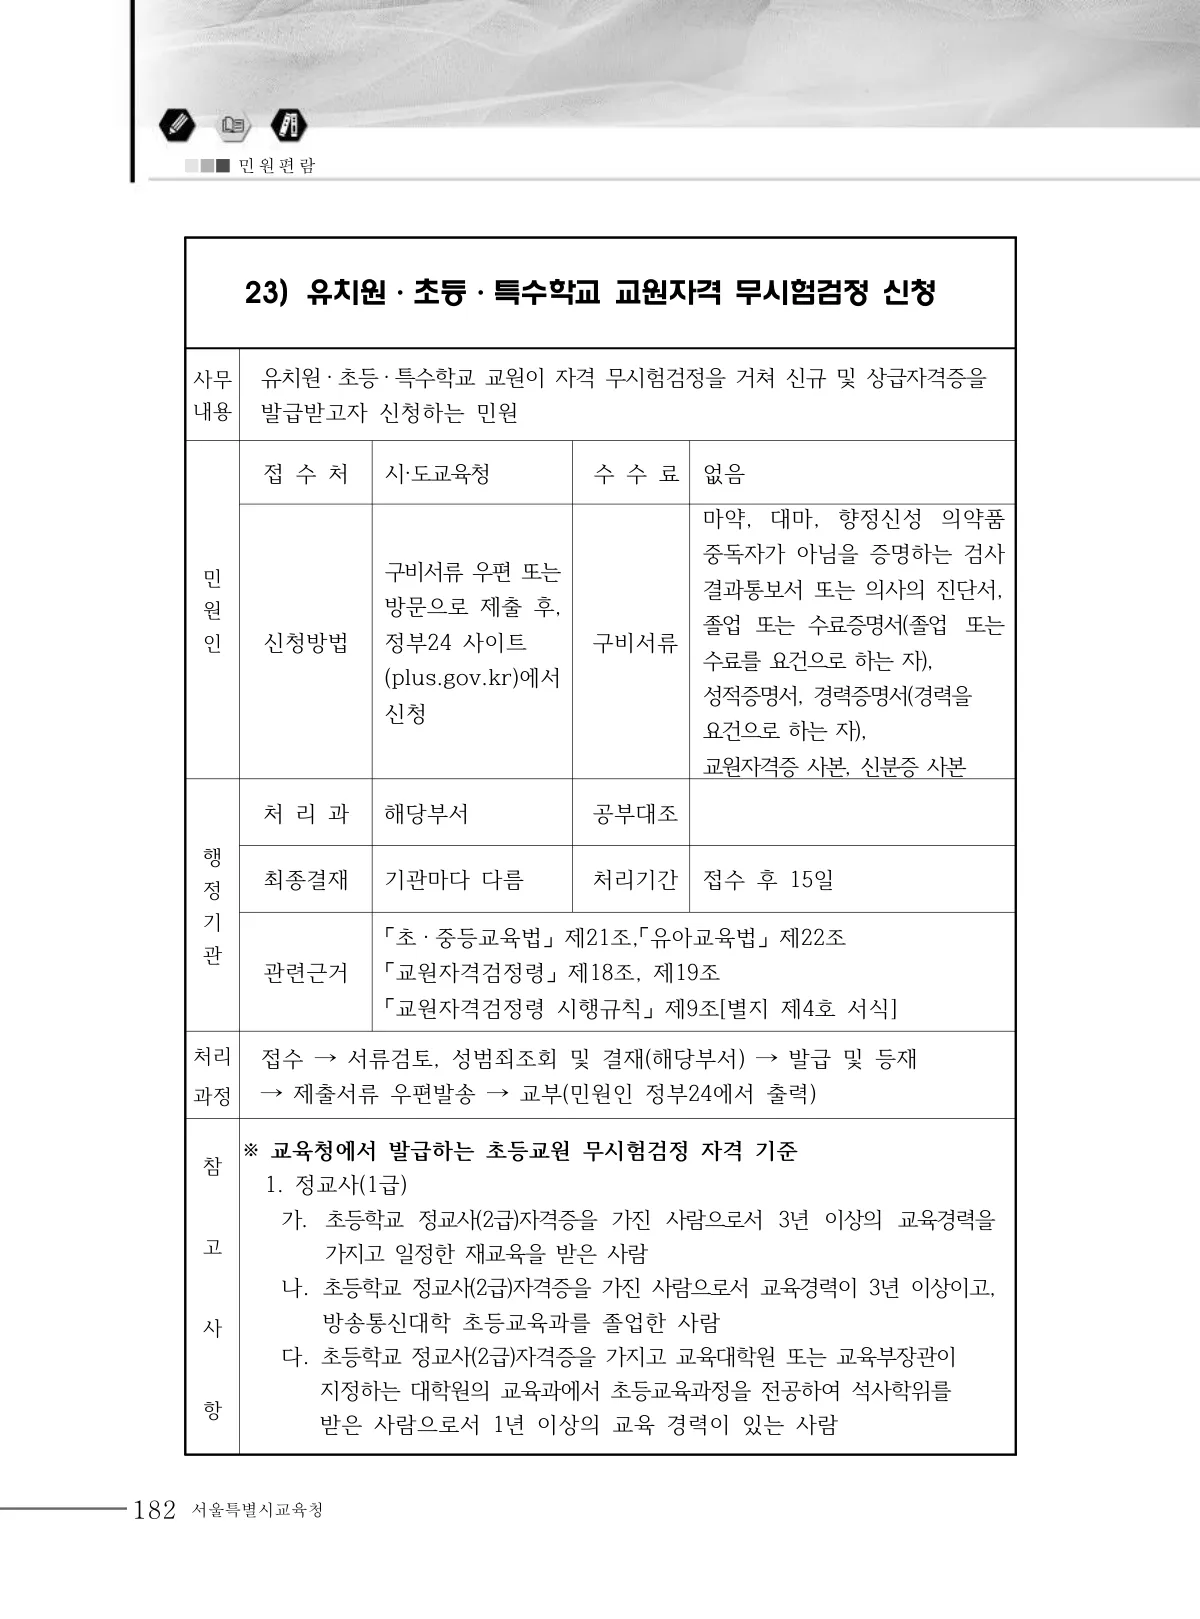 민원편람
23) 유치원·초등·특수학교 교원자격 무시험검정 신청
사무
내용
유치원·초등·특수학교 교원이 자격 무시험검정을 거쳐 신규 및 상급자격증을
발급받고자 신청하는 민원
민
원
인
접 수 처
시·도교육청
수 수 료
없음
신청방법
구비서류 우편 또는
방문으로 제출 후,
정부24 사이트
(plus.gov.kr)에서
신청
구비서류
마약, 대마, 향정신성 의약품
중독자가 아님을 증명하는 검사
결과통보서 또는 의사의 진단서,
졸업 또는 수료증명서(졸업 또는
수료를 요건으로 하는 자),
성적증명서, 경력증명서(경력을
요건으로 하는 자),
교원자격증 사본, 신분증 사본
행
정
기
관
처 리 과
해당부서
공부대조
최종결재
기관마다 다름
처리기간
접수 후 15일
관련근거
「초·중등교육법」제21조,「유아교육법」제22조
「교원자격검정령」제18조, 제19조
「교원자격검정령 시행규칙」제9조[별지 제4호 서식]
처리
과정
접수 → 서류검토, 성범죄조회 및 결재(해당부서) → 발급 및 등재
→ 제출서류 우편발송 → 교부(민원인 정부24에서 출력)
참
고
사
항
※ 교육청에서 발급하는 초등교원 무시험검정 자격 기준
1. 정교사(1급)
가. 초등학교 정교사(2급)자격증을 가진 사람으로서 3년 이상의 교육경력을
가지고 일정한 재교육을 받은 사람
나. 초등학교 정교사(2급)자격증을 가진 사람으로서 교육경력이 3년 이상이고,
방송통신대학 초등교육과를 졸업한 사람
다. 초등학교 정교사(2급)자격증을 가지고 교육대학원 또는 교육부장관이
지정하는 대학원의 교육과에서 초등교육과정을 전공하여 석사학위를
받은 사람으로서 1년 이상의 교육 경력이 있는 사람
182 서울특별시교육청